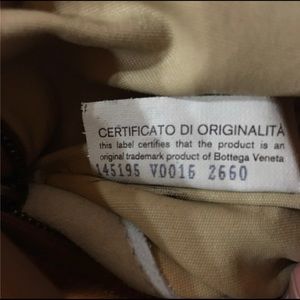 CERTIFICATO DI ORIGINALITÀ
this label certifies that the product is an
original trademark product of Bottega Veneta
145195 V0016 2660